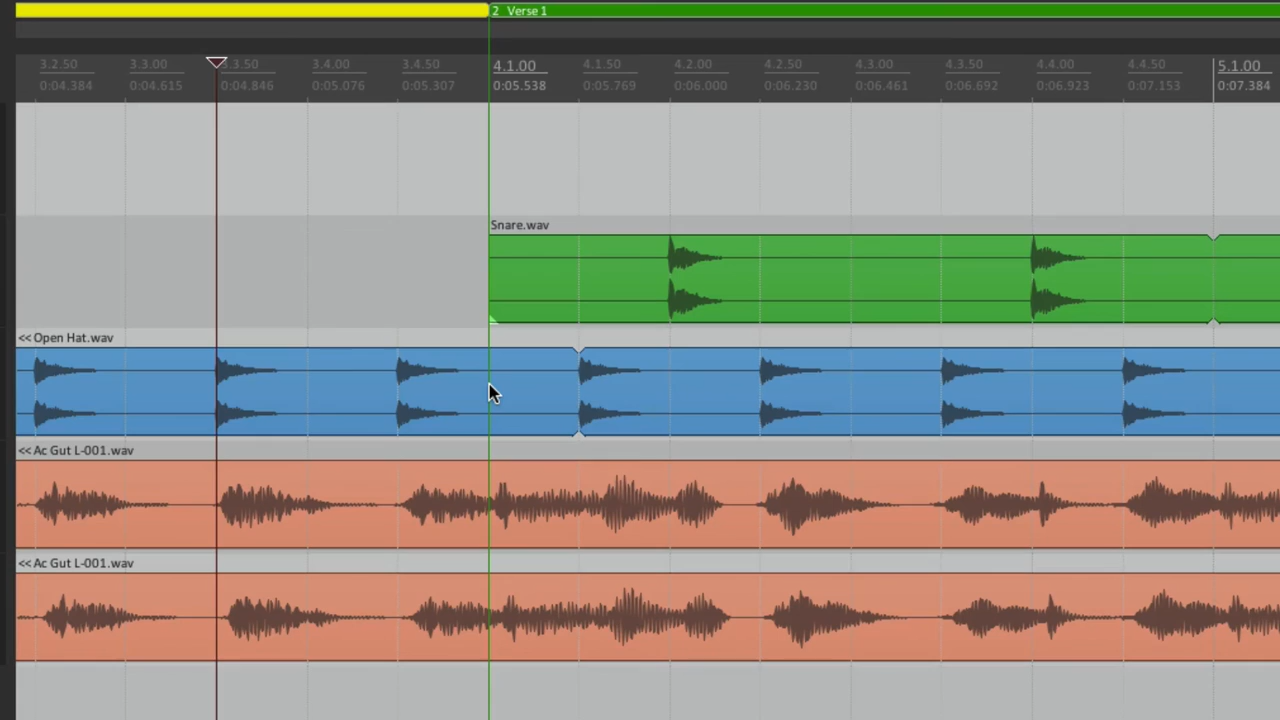 2 Verse 1
3.2.50 3.3.00 3.3.50 3.4.00 3.4.50 4.1.00 4.1.50 4.2.00 4.2.50 4.3.00 4.3.50 4.4.00 4.4.50 5.1.00
0:04.384 0:04.615 0:04.846 0:05.076 0:05.307 0:05.538 0:05.769 0:06.000 0:06.230 0:06.461 0:06.692 0:06.923 0:07.153 0:07.384
Snare.wav
<< Open Hat.wav
<< Ac Gut L-001.wav
<< Ac Gut L-001.wav